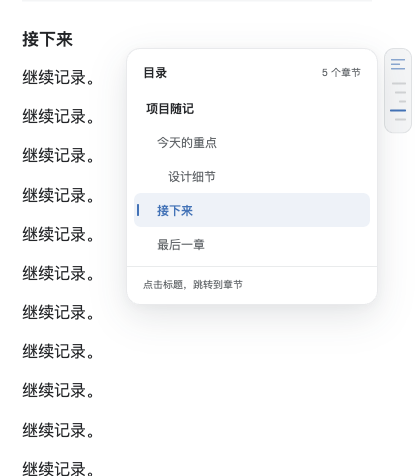 接下来
继续记录。
继续记录。
继续记录。
继续记录。
继续记录。
继续记录。
继续记录。
继续记录。
继续记录。
继续记录。
继续记录。
目录
5 个章节
项目随记
今天的重点
设计细节
接下来
最后一章
点击标题，跳转到章节